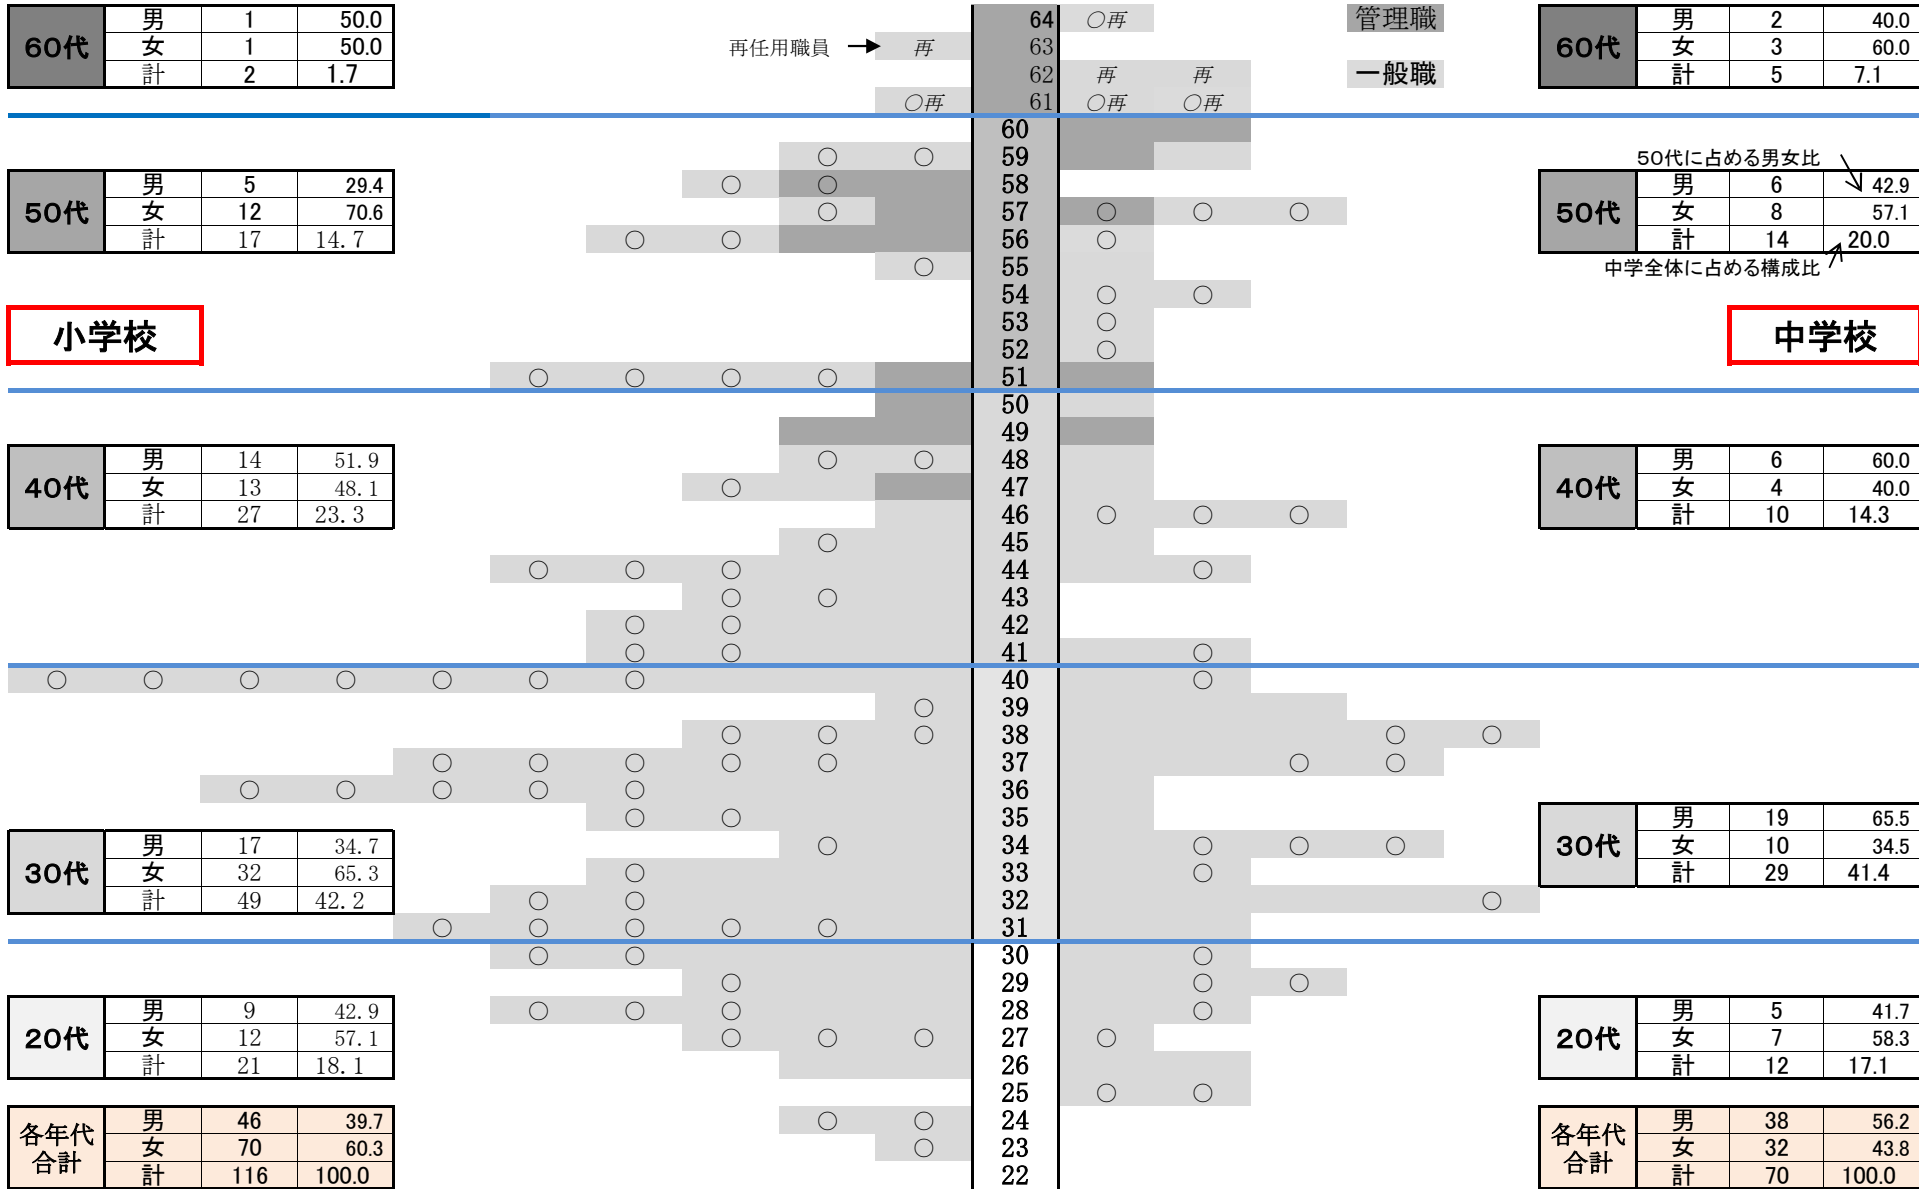 男 1 50.0 64 ○再 管理職 男 2 40.0
60代 女 1 50.0 再任用職員 再 63 60代 女 3 60.0
計 2 1.7 62 再 再 一般職 計 5 7.1
○再 61 ○再 ○再
60
○ ○ 59 50代に占める男女比
男 5 29.4 ○ ○ 58 男 6 42.9
50代 女 12 70.6 ○ 57 ○ ○ ○ 50代 女 8 57.1
計 17 14.7 ○ ○ 56 ○ 計 14 20.0
○ 55 中学全体に占める構成比
54 ○ ○
53 ○
小学校 52 ○ 中学校
○ ○ ○ ○ 51
50
49
男 14 51.9 ○ ○ 48 男 6 60.0
40代 女 13 48.1 ○ 47 40代 女 4 40.0
計 27 23.3 46 ○ ○ ○ 計 10 14.3
○ 45
○ ○ ○ 44 ○
○ ○ 43
○ ○ 42
○ ○ 41 ○
○ ○ ○ ○ ○ ○ ○ 40 ○
○ 39
○ ○ ○ 38 ○ ○
○ ○ ○ ○ ○ 37 ○ ○
○ ○ ○ ○ ○ 36
○ ○ 35 男 19 65.5
男 17 34.7 ○ 34 ○ ○ ○ 30代 女 10 34.5
30代 女 32 65.3 ○ 33 ○ 計 29 41.4
計 49 42.2 ○ ○ 32 ○
○ ○ ○ ○ ○ 31
○ ○ 30 ○
○ 29 ○ ○
男 9 42.9 ○ ○ ○ 28 ○ 男 5 41.7
20代 女 12 57.1 ○ ○ ○ 27 ○ 20代 女 7 58.3
計 21 18.1 26 計 12 17.1
25 ○ ○
男 46 39.7 ○ ○ 24 男 38 56.2
各年代 合計 女 70 60.3 ○ 23 各年代 合計 女 32 43.8
計 116 100.0 22 計 70 100.0